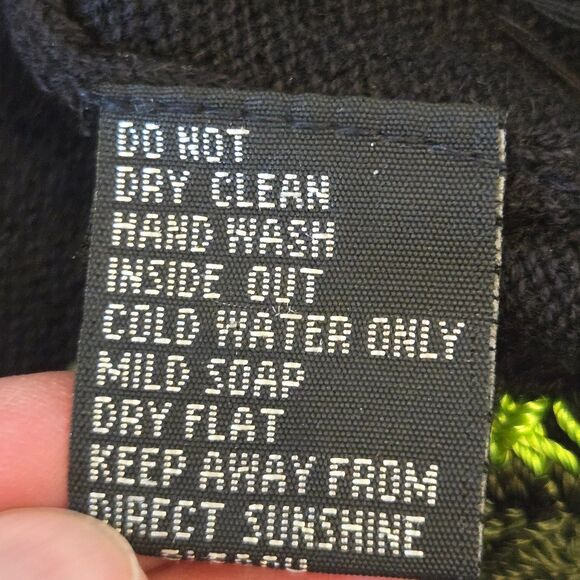 DO NOT
DRY CLEAN
HAND WASH
INSIDE OUT
COLD WATER ONLY
MILD SOAP
DRY FLAT
KEEP AWAY FROM
DIRECT SUNSHINE